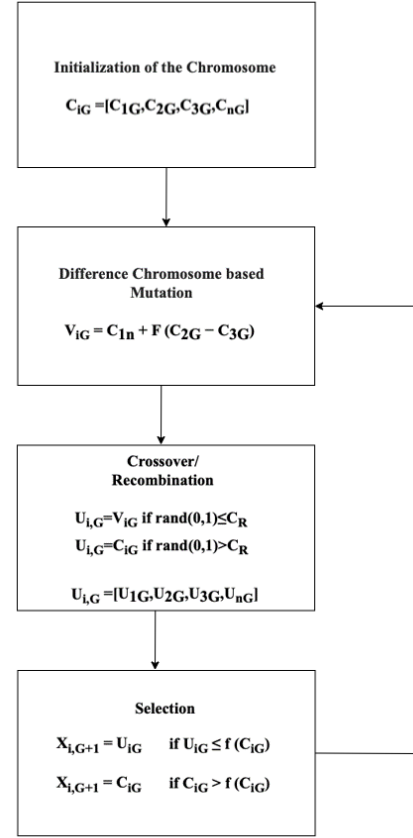 Initialization of the Chromosome
CiG =[C1G,C2G,C3G,CnG]
Difference Chromosome based
Mutation
ViG = C1n + F (C2G − C3G)
Crossover/
Recombination
Ui,G=ViG if rand(0,1)≤CR
Ui,G=CiG if rand(0,1)>CR
Ui,G =[U1G,U2G,U3G,UnG]
Selection
Xi,G+1 = UiG if UiG ≤ f (CiG)
Xi,G+1 = CiG if CiG > f (CiG)